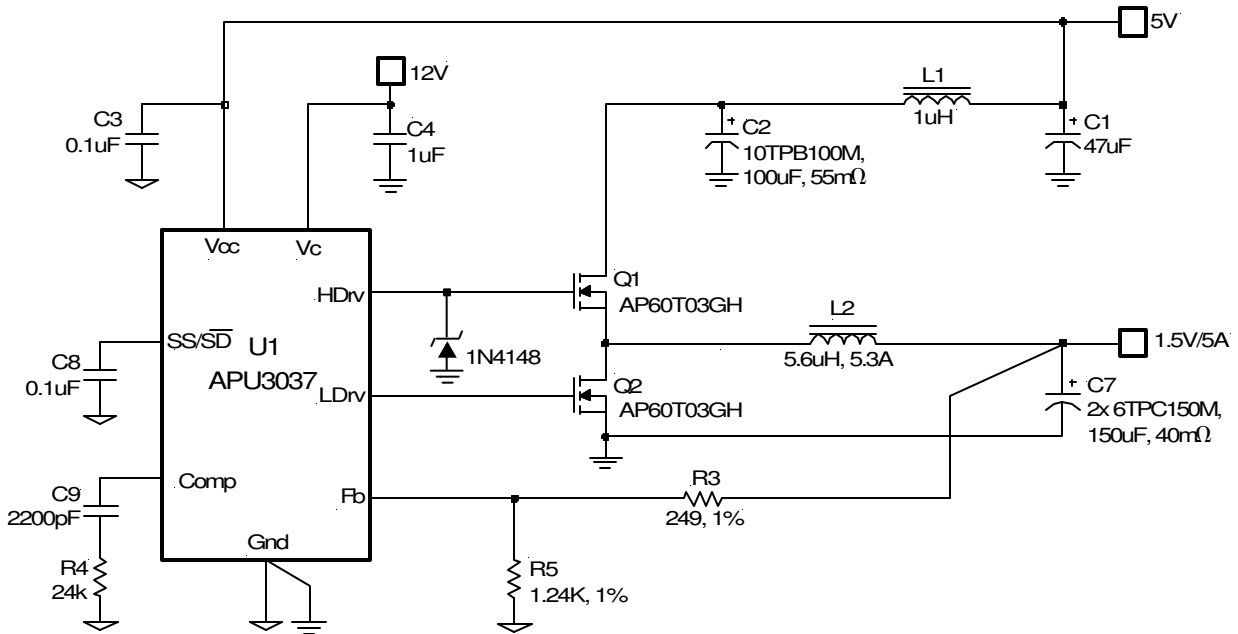 5V
12V
L1
1uH
C3
0.1uF
C4
1uF
+
C2
10TPB100M,
100uF, 55mΩ
+
C1
47uF
Vcc
Vc
HDrv
Q1
AP60T03GH
L2
5.6uH, 5.3A
1.5V/5A
SS/SD
U1
APU3037
1N4148
C8
0.1uF
LDrv
Q2
AP60T03GH
+
C7
2x 6TPC150M,
150uF, 40mΩ
C9
2200pF
Comp
Fb
R3
249, 1%
Gnd
R4
24k
R5
1.24K, 1%